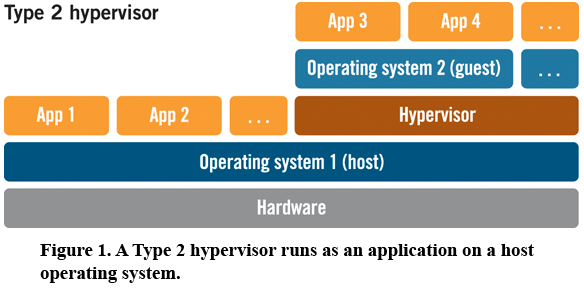 Type 2 hypervisor
App 3
App 4
...
Operating system 2 (guest)
...
App 1
App 2
...
Hypervisor
Operating system 1 (host)
Hardware
Figure 1. A Type 2 hypervisor runs as an application on a host
operating system.